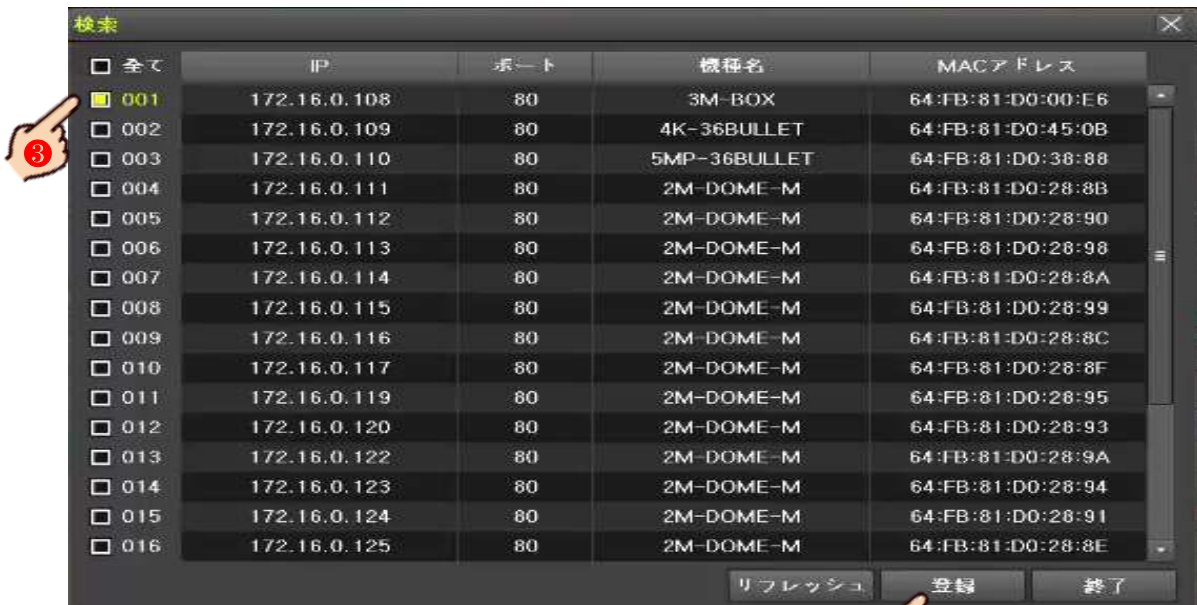 検索
全て IP ポート 機種名 MACアドレス
001 172.16.0.108 80 3M-BOX 64:FB:81:D0:00:E6
002 172.16.0.109 80 4K-36BULLET 64:FB:81:D0:45:0B
003 172.16.0.110 80 5MP-36BULLET 64:FB:81:D0:38:88
004 172.16.0.111 80 2M-DOME-M 64:FB:81:D0:28:8B
005 172.16.0.112 80 2M-DOME-M 64:FB:81:D0:28:90
006 172.16.0.113 80 2M-DOME-M 64:FB:81:D0:28:98
007 172.16.0.114 80 2M-DOME-M 64:FB:81:D0:28:8A
008 172.16.0.115 80 2M-DOME-M 64:FB:81:D0:28:99
009 172.16.0.116 80 2M-DOME-M 64:FB:81:D0:28:8C
010 172.16.0.117 80 2M-DOME-M 64:FB:81:D0:28:8F
011 172.16.0.119 80 2M-DOME-M 64:FB:81:D0:28:95
012 172.16.0.120 80 2M-DOME-M 64:FB:81:D0:28:93
013 172.16.0.122 80 2M-DOME-M 64:FB:81:D0:28:9A
014 172.16.0.123 80 2M-DOME-M 64:FB:81:D0:28:94
015 172.16.0.124 80 2M-DOME-M 64:FB:81:D0:28:91
016 172.16.0.125 80 2M-DOME-M 64:FB:81:D0:28:8E
リフレッシュ 登録 終了
3